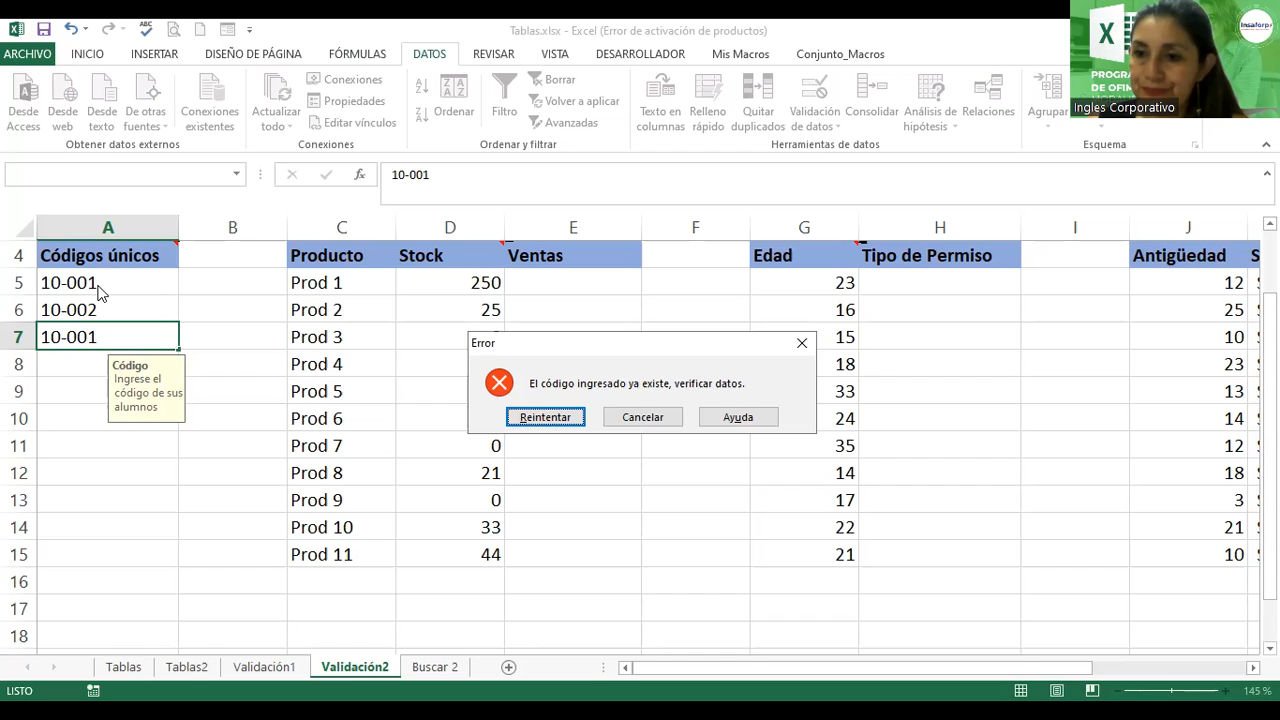 Tablas.xlsx - Excel (Error de activación de productos)
ARCHIVO INICIO INSERTAR DISEÑO DE PÁGINA FÓRMULAS DATOS REVISAR VISTA DESARROLLADOR Mis Macros Conjunto_Macros
Desde Access
Desde web
Desde texto
De otras fuentes
Conexiones existentes
Actualizar todo
Conexiones
Propiedades
Editar vínculos
Ordenar
Filtro
Borrar
Volver a aplicar
Avanzadas
Texto en columnas
Relleno rápido
Quitar duplicados
Validación de datos
Consolidar
Análisis de hipótesis
Relaciones
Agrupar
Obtener datos externos Conexiones Ordenar y filtrar Herramientas de datos Esquema
Insaforp
PROGRA
DE OFIM
Ingles Corporativo
fx 10-001
A B C D E F G H I J
4 Códigos únicos Producto Stock Ventas Edad Tipo de Permiso Antigüedad S
5 10-001 Prod 1 250 23 12
6 10-002 Prod 2 25 16 25
7 10-001 Prod 3 15 10
8 Prod 4 18 23
9 Prod 5 33 13
10 Prod 6 24 14
11 Prod 7 0 35 12
12 Prod 8 21 14 18
13 Prod 9 0 17 3
14 Prod 10 33 22 21
15 Prod 11 44 21 10
16
17
18
Código
Ingrese el
código de sus
alumnos
Error
El código ingresado ya existe, verificar datos.
Reintentar Cancelar Ayuda
Tablas Tablas2 Validación1 Validación2 Buscar 2
LISTO 145 %